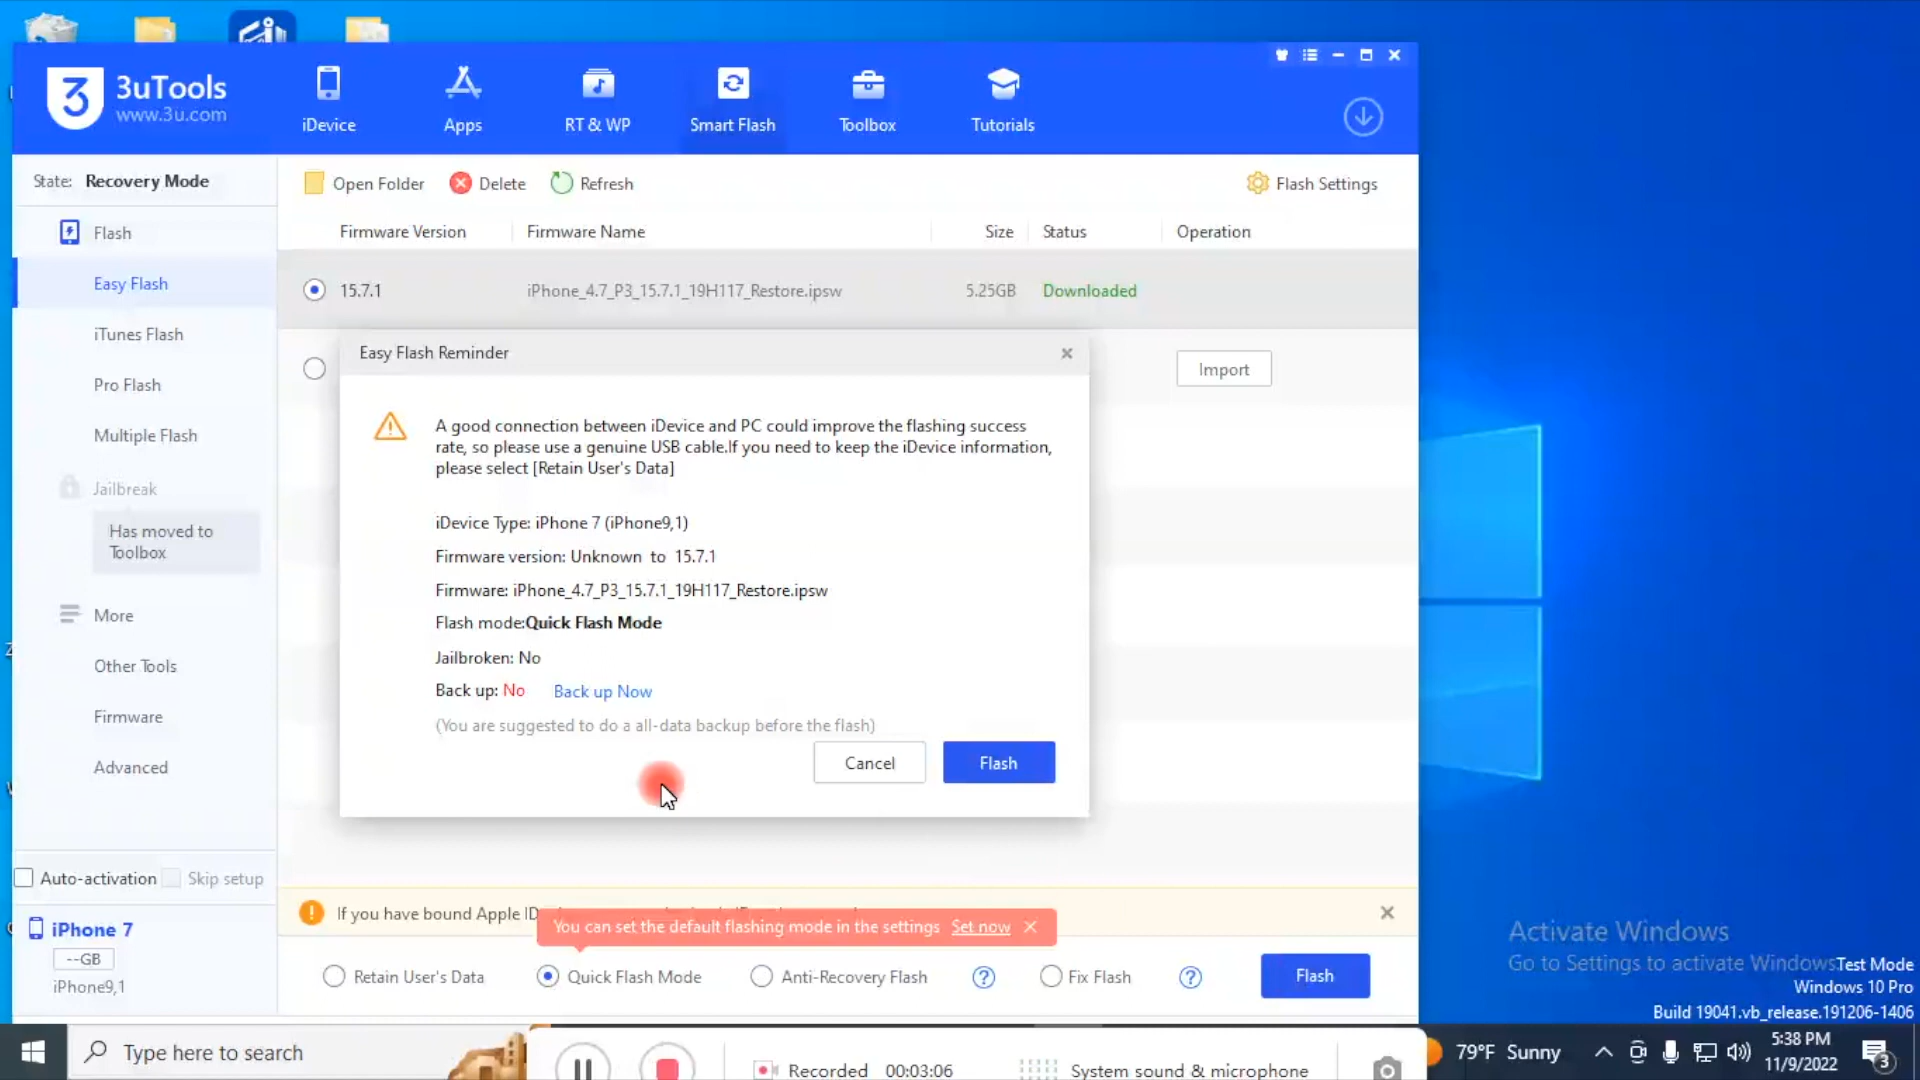 3uTools
www.3u.com
iDevice
Apps
RT & WP
Smart Flash
Toolbox
Tutorials
State: Recovery Mode
Open Folder
Delete
Refresh
Flash Settings
Flash
Firmware Version
Firmware Name
Size
Status
Operation
Easy Flash
15.7.1
iPhone_4.7_P3_15.7.1_19H117_Restore.ipsw
5.25GB
Downloaded
iTunes Flash
Easy Flash Reminder
Import
Pro Flash
Multiple Flash
Jailbreak
Has moved to
Toolbox
More
Other Tools
Firmware
Advanced
A good connection between iDevice and PC could improve the flashing success
rate, so please use a genuine USB cable.If you need to keep the iDevice information,
please select [Retain User's Data]
iDevice Type: iPhone 7 (iPhone9,1)
Firmware version: Unknown to 15.7.1
Firmware: iPhone_4.7_P3_15.7.1_19H117_Restore.ipsw
Flash mode:Quick Flash Mode
Jailbroken: No
Back up: No Back up Now
(You are suggested to do a all-data backup before the flash)
Cancel
Flash
Auto-activation
Skip setup
If you have bound Apple ID
You can set the default flashing mode in the settings Set now
iPhone 7
--GB
iPhone9,1
Retain User's Data
Quick Flash Mode
Anti-Recovery Flash
Fix Flash
Flash
Activate Windows
Go to Settings to activate Windows.
Test Mode
Windows 10 Pro
Build 19041.vb_release.191206-1406
Type here to search
Recorded 00:03:06
System sound & microphone
79°F Sunny
5:38 PM
11/9/2022
3